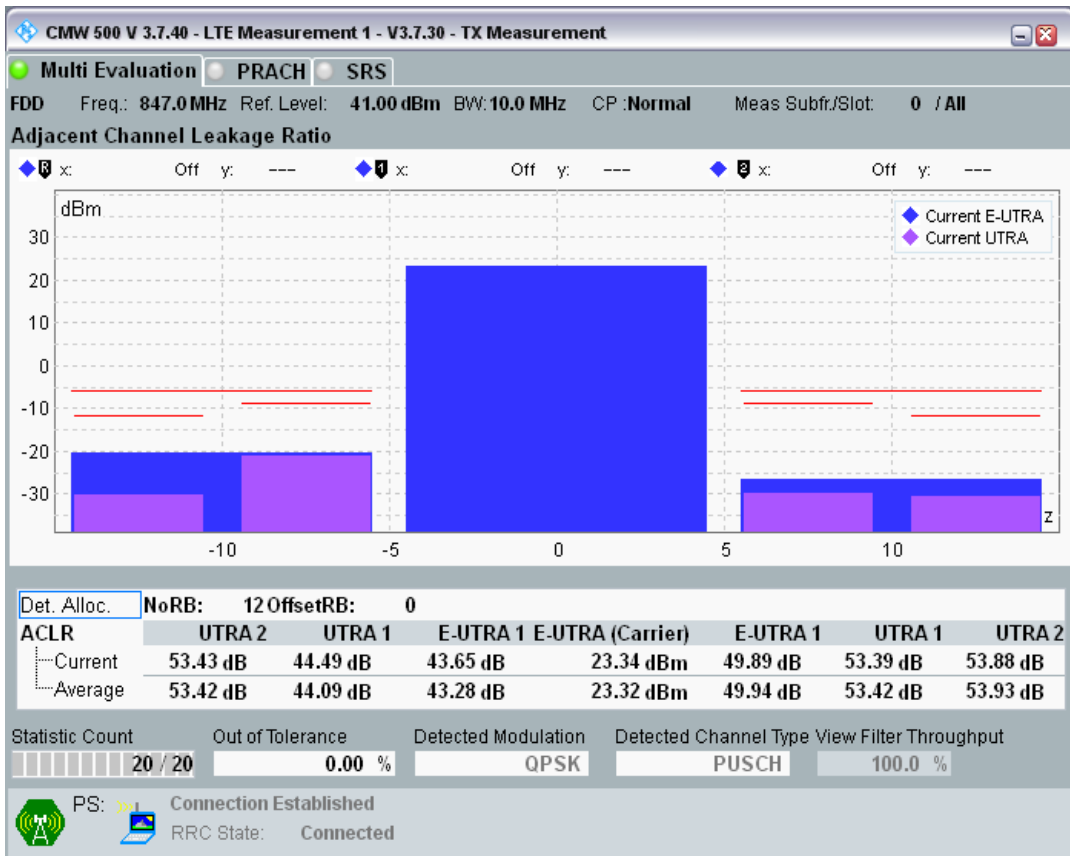 CMW 500 V 3.7.40 - LTE Measurement 1 - V3.7.30 - TX Measurement
Multi Evaluation PRACH SRS
FDD Freq.: 847.0 MHz Ref. Level: 41.00 dBm BW: 10.0 MHz CP :Normal Meas Subfr./Slot: 0 / All
Adjacent Channel Leakage Ratio
R x: Off y: --- 1 x: Off y: --- 2 x: Off y: ---
dBm
Current E-UTRA
Current UTRA
30
20
10
0
-10
-20
-30
z
-10 -5 0 5 10
Det. Alloc. NoRB: 12 OffsetRB: 0
ACLR UTRA 2 UTRA 1 E-UTRA 1 E-UTRA (Carrier) E-UTRA 1 UTRA 1 UTRA 2
Current 53.43 dB 44.49 dB 43.65 dB 23.34 dBm 49.89 dB 53.39 dB 53.88 dB
Average 53.42 dB 44.09 dB 43.28 dB 23.32 dBm 49.94 dB 53.42 dB 53.93 dB
Statistic Count Out of Tolerance Detected Modulation Detected Channel Type View Filter Throughput
20 / 20 0.00 % QPSK PUSCH 100.0 %
PS: Connection Established
RRC State: Connected